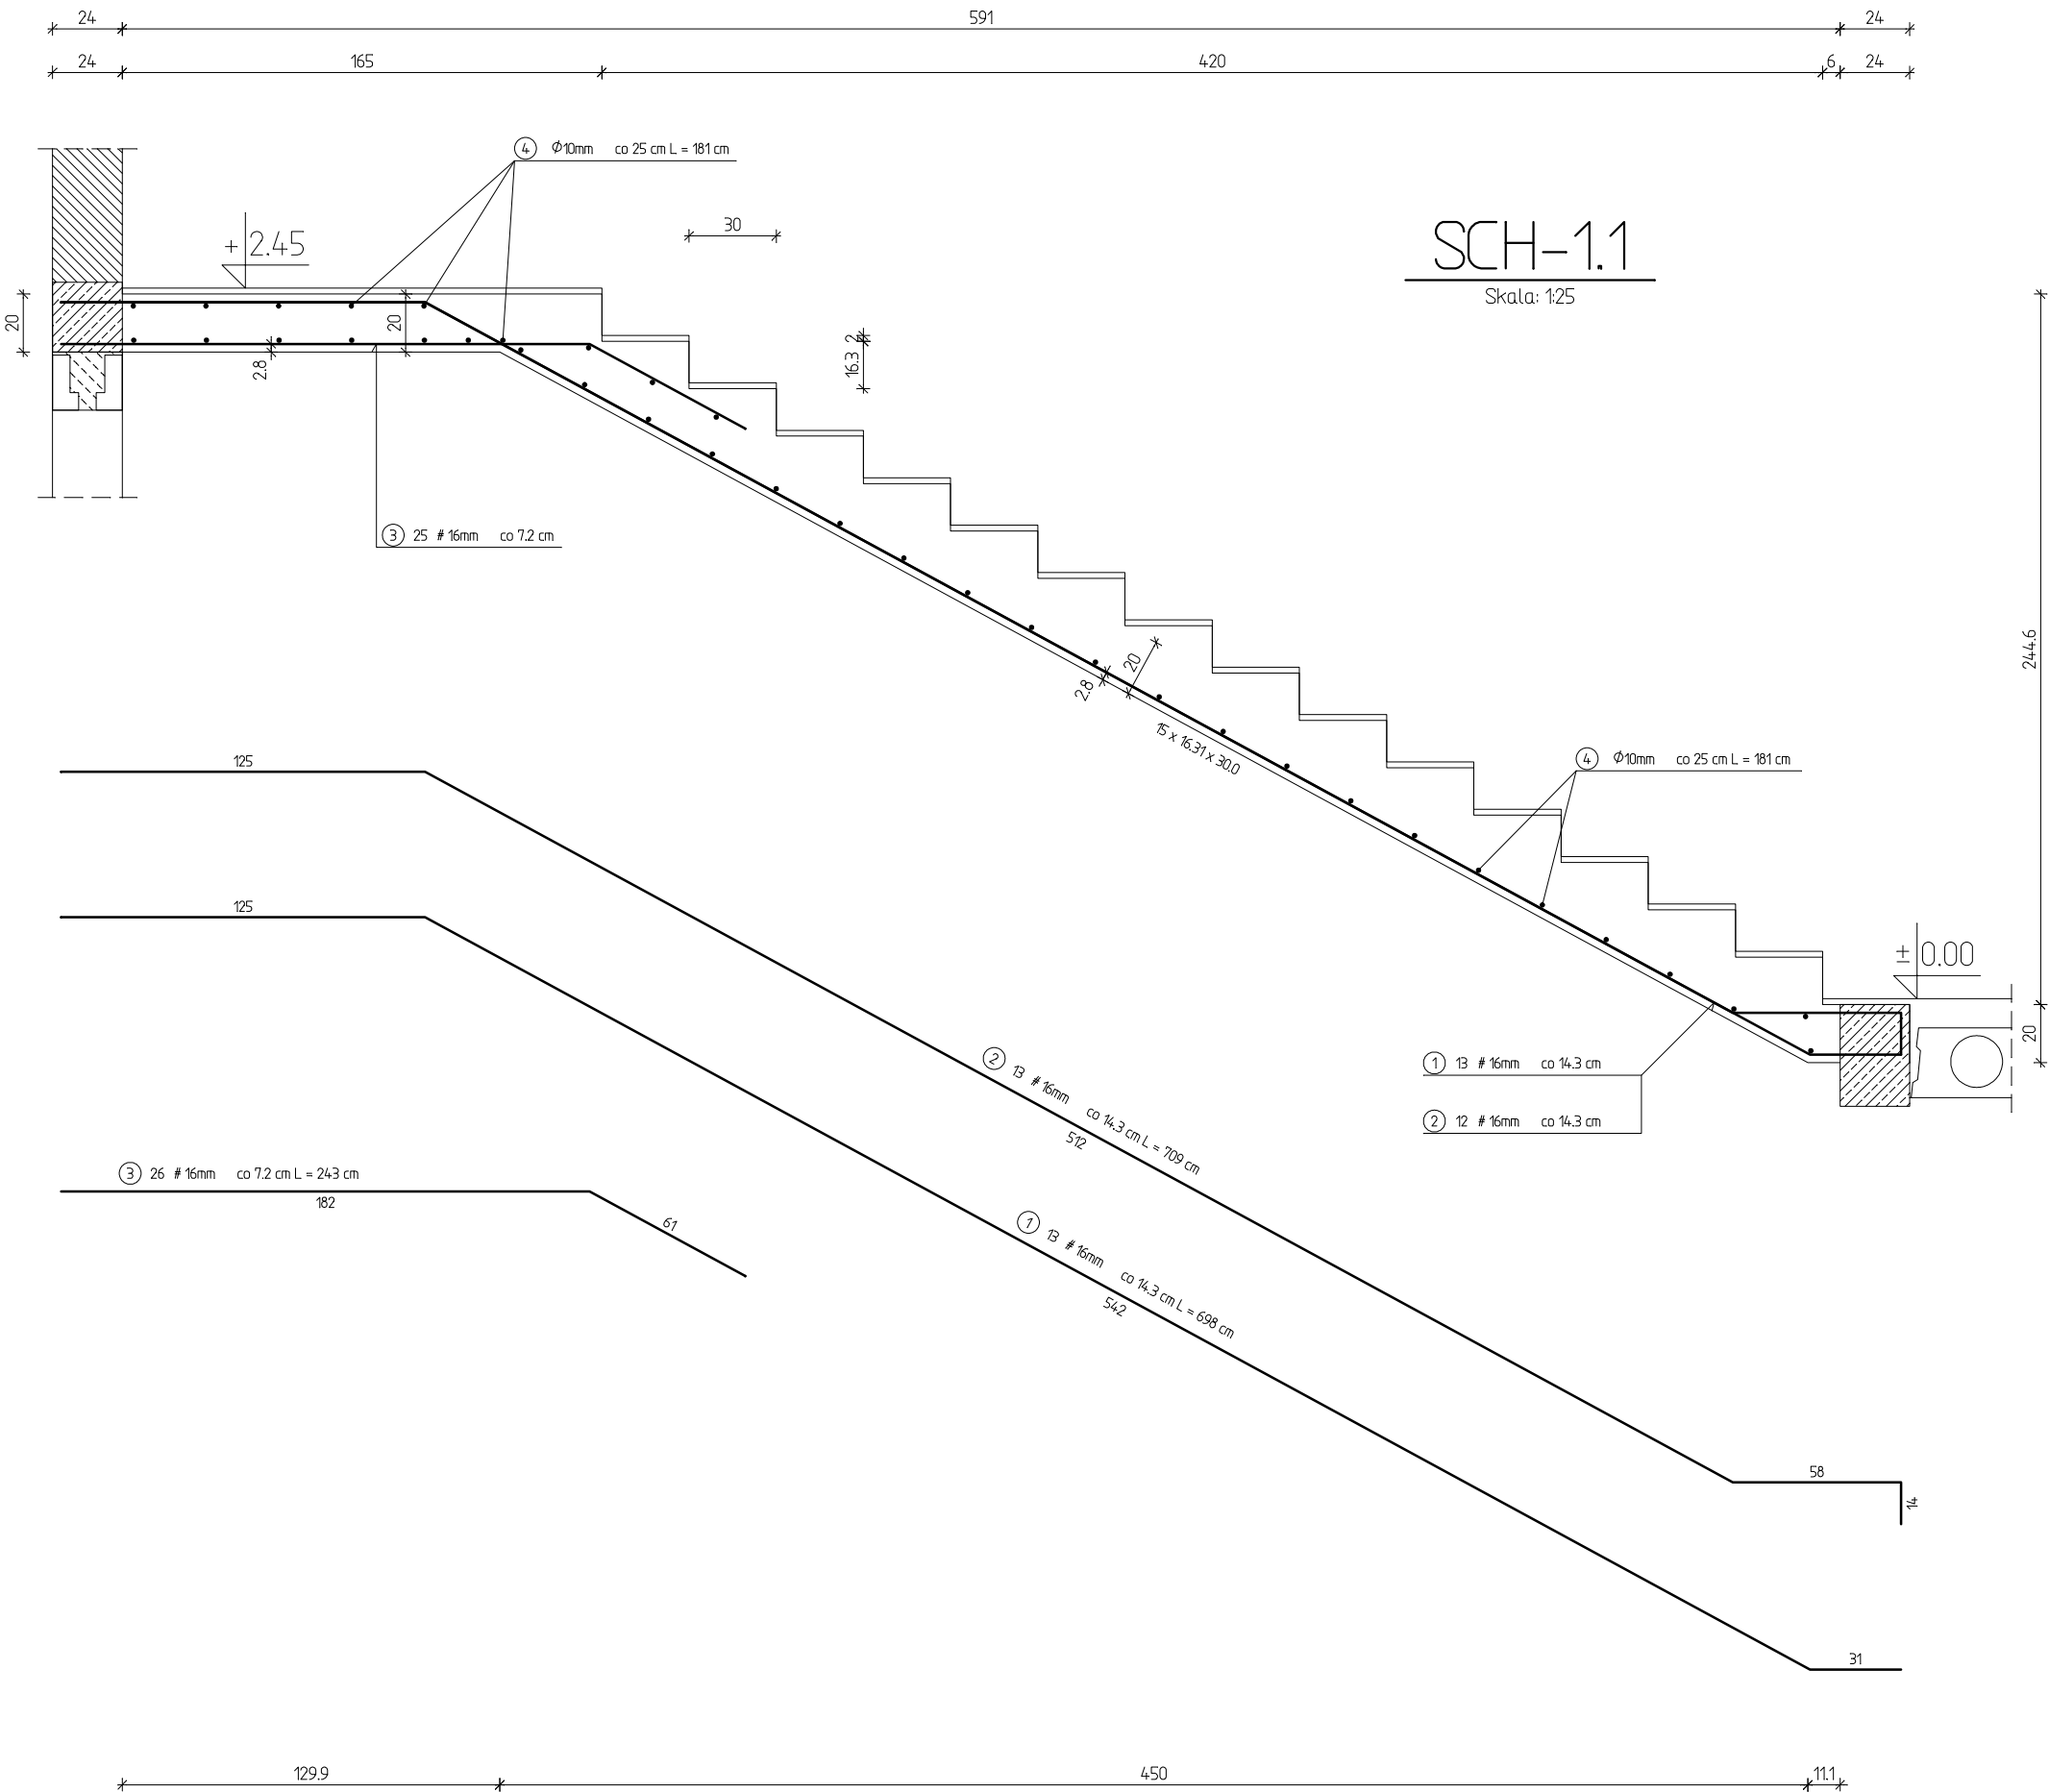 24 591 24
24 165 420 6 24
4 Φ10mm co 25 cm L = 181 cm
30
SCH-1.1
Skala: 1:25
+2.45
20
20
2.8
16.3 2
3 25 # 16mm co 7.2 cm
244.6
20
2.8
15 x 16.31 x 30.0
4 Φ10mm co 25 cm L = 181 cm
±0.00
20
1 13 # 16mm co 14.3 cm
2 12 # 16mm co 14.3 cm
125
2 13 # 16mm co 14.3 cm L = 709 cm
512
58
14
125
1 13 # 16mm co 14.3 cm L = 698 cm
542
31
3 26 # 16mm co 7.2 cm L = 243 cm
182
61
129.9 450 11.1